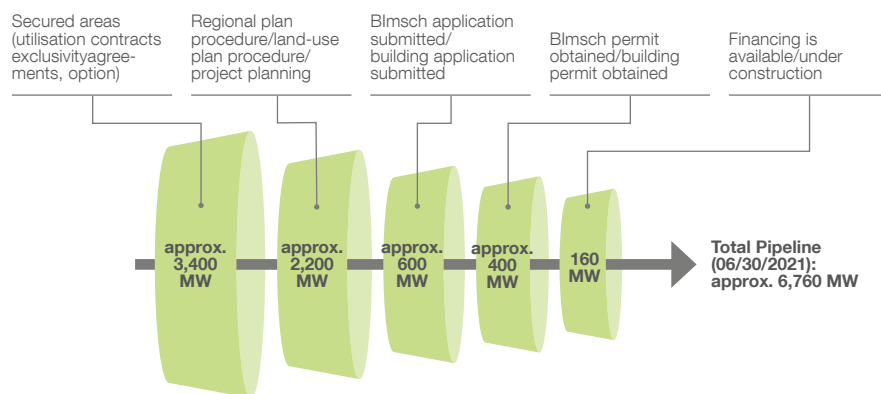 Secured areas
(utilisation contracts
exclusivityagree-
ments, option)
Regional plan
procedure/land-use
plan procedure/
project planning
BImsch application
submitted/
building application
submitted
BImsch permit
obtained/building
permit obtained
Financing is
available/under
construction
approx.
3,400
MW
approx.
2,200
MW
approx.
600
MW
approx.
400
MW
160
MW
Total Pipeline
(06/30/2021):
approx. 6,760 MW